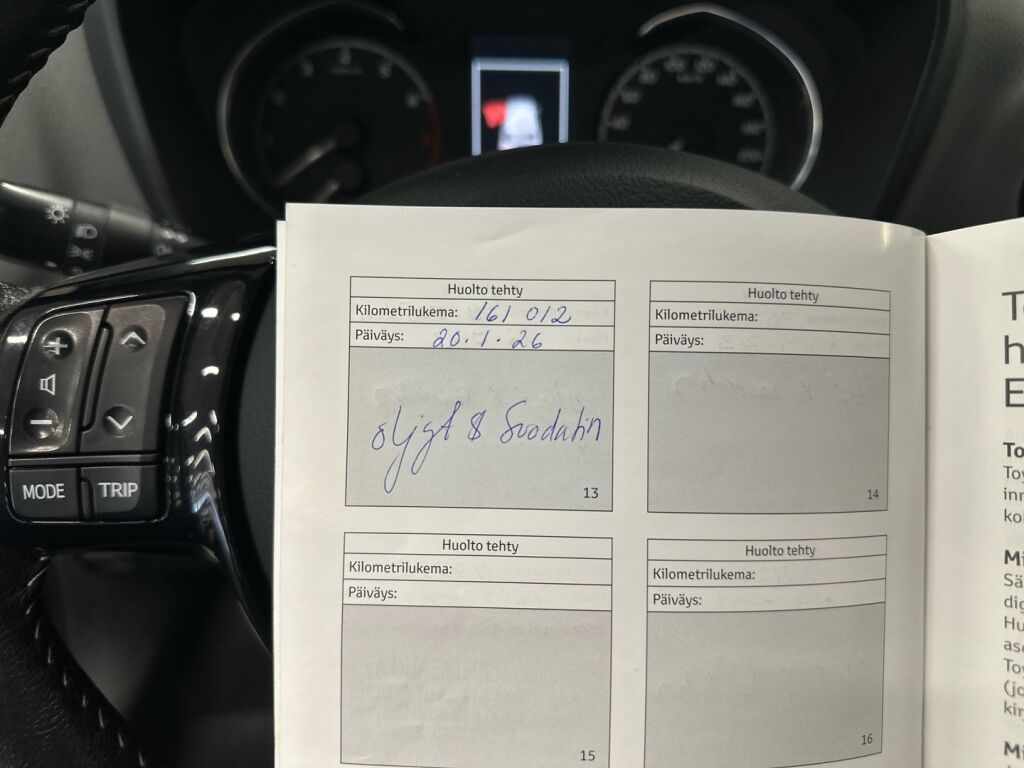 MODE
TRIP
Huolto tehty
Kilometrilukema: 161 012
Päiväys: 20.1.26
öljyt & Suodatin
13
Huolto tehty
Kilometrilukema:
Päiväys:
14
Huolto tehty
Kilometrilukema:
Päiväys:
15
Huolto tehty
Kilometrilukema:
Päiväys:
16